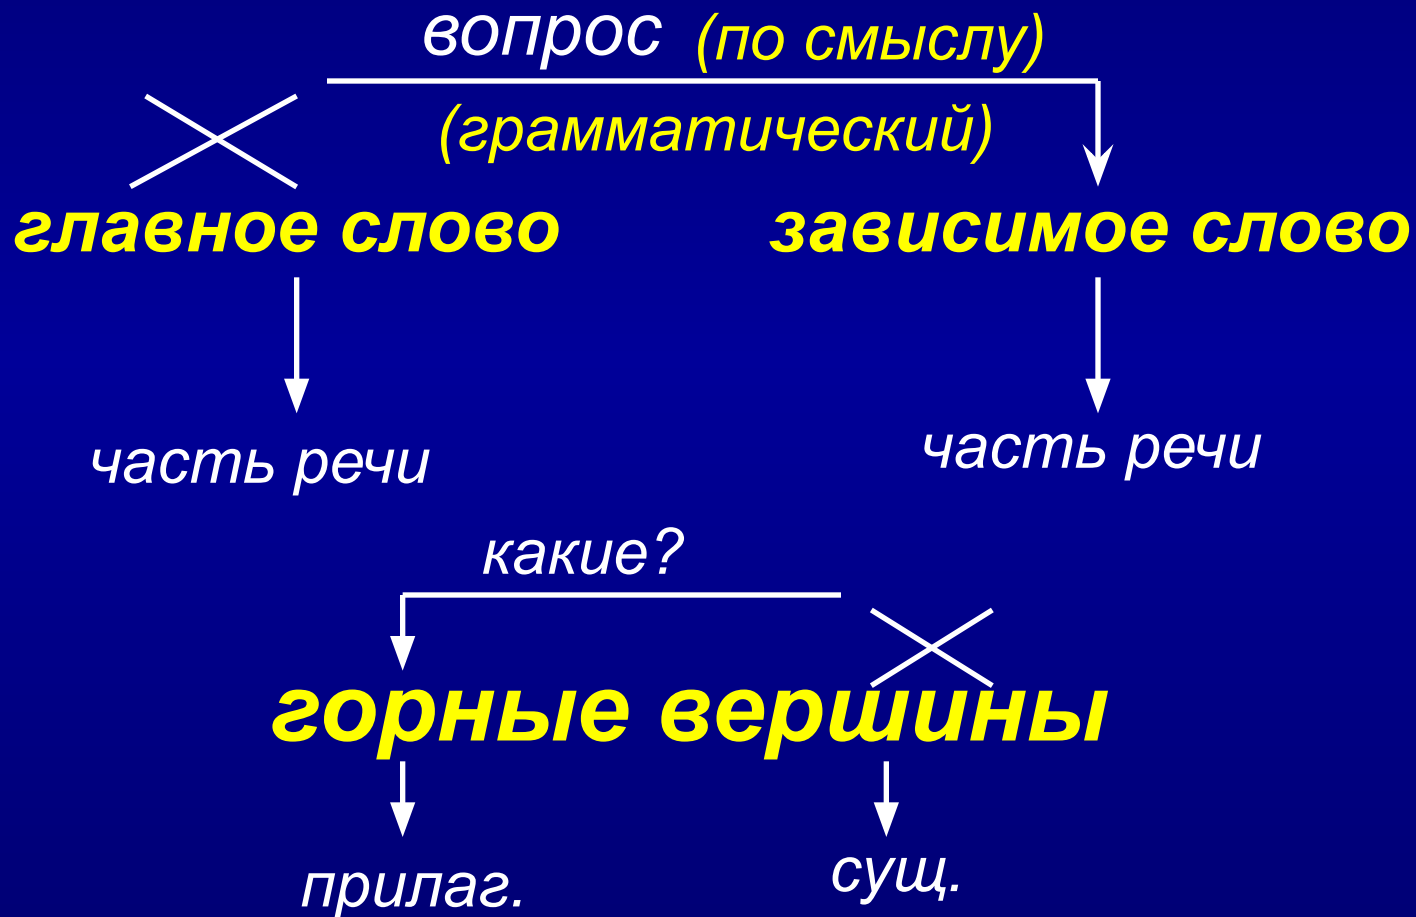 вопрос (по смыслу)
(грамматический)
главное слово зависимое слово
часть речи часть речи
какие?
горные вершины
прилаг. сущ.